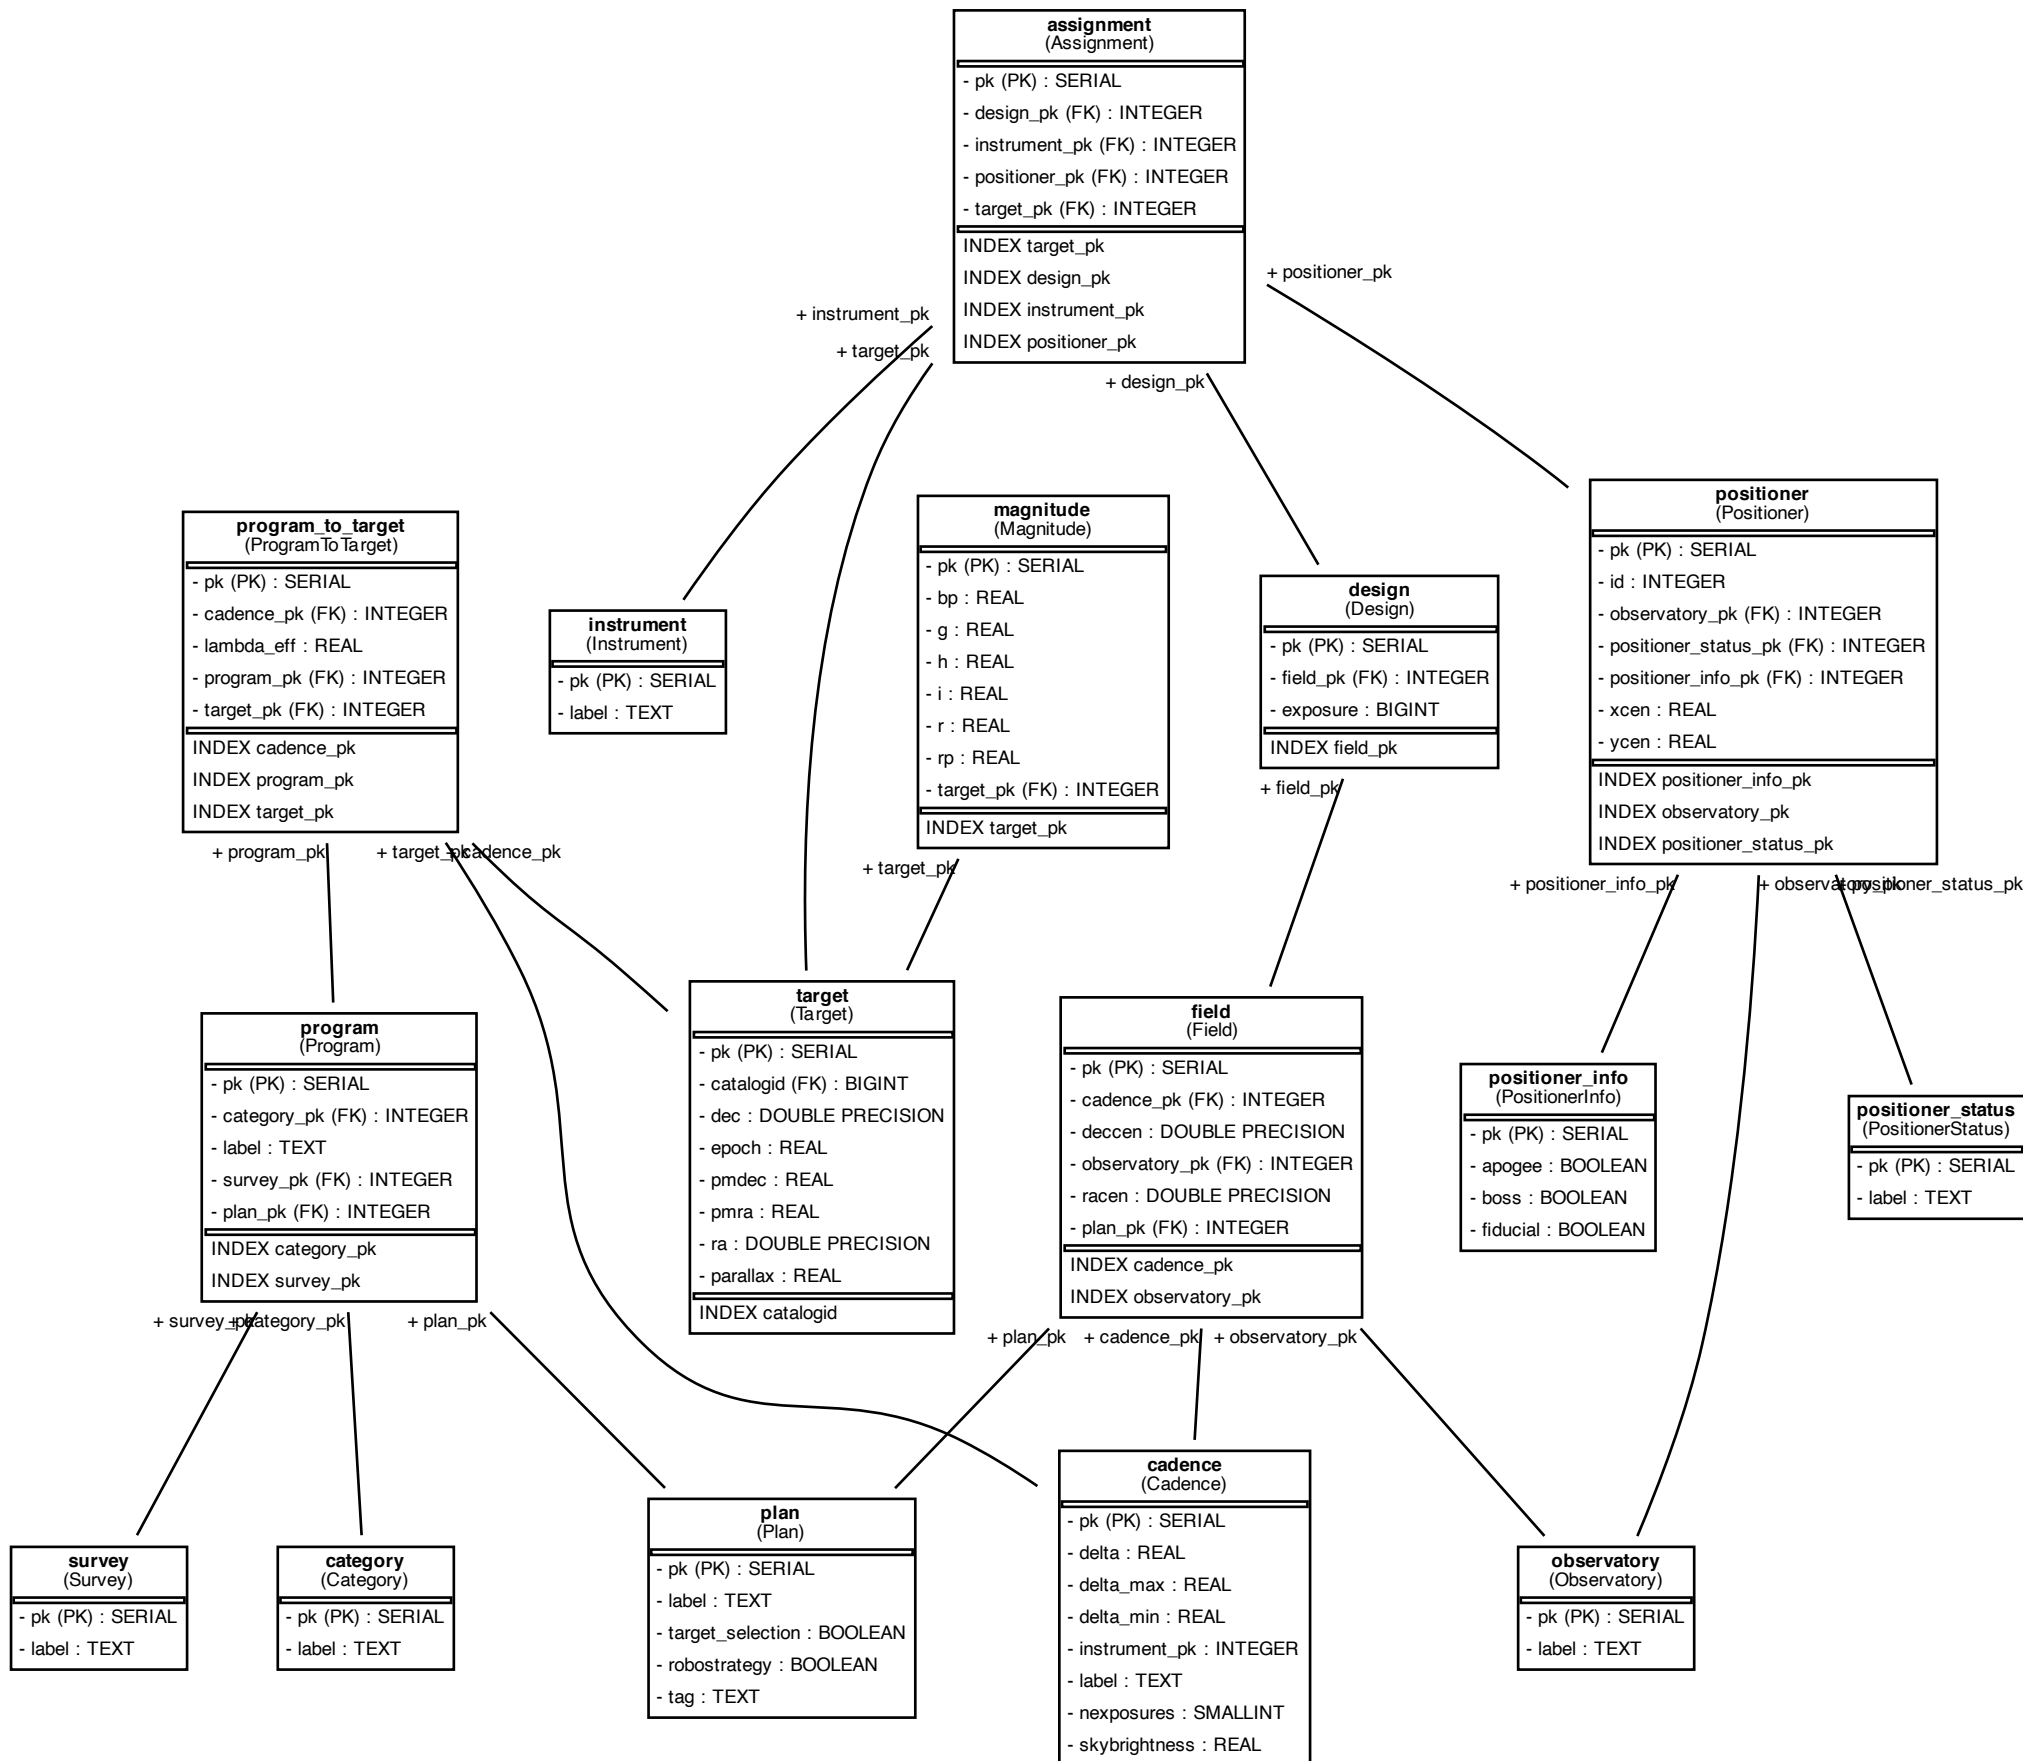 assignment
(Assignment)
- pk (PK) : SERIAL
- design_pk (FK) : INTEGER
- instrument_pk (FK) : INTEGER
- positioner_pk (FK) : INTEGER
- target_pk (FK) : INTEGER
INDEX target_pk
INDEX design_pk
INDEX instrument_pk
INDEX positioner_pk
+ positioner_pk
+ instrument_pk
+ target_pk
+ design_pk
program_to_target
(ProgramToTarget)
- pk (PK) : SERIAL
- cadence_pk (FK) : INTEGER
- lambda_eff : REAL
- program_pk (FK) : INTEGER
- target_pk (FK) : INTEGER
INDEX cadence_pk
INDEX program_pk
INDEX target_pk
+ program_pk
+ target_pk
+ cadence_pk
instrument
(Instrument)
- pk (PK) : SERIAL
- label : TEXT
magnitude
(Magnitude)
- pk (PK) : SERIAL
- bp : REAL
- g : REAL
- h : REAL
- i : REAL
- r : REAL
- rp : REAL
- target_pk (FK) : INTEGER
INDEX target_pk
+ target_pk
design
(Design)
- pk (PK) : SERIAL
- field_pk (FK) : INTEGER
- exposure : BIGINT
INDEX field_pk
+ field_pk
positioner
(Positioner)
- pk (PK) : SERIAL
- id : INTEGER
- observatory_pk (FK) : INTEGER
- positioner_status_pk (FK) : INTEGER
- positioner_info_pk (FK) : INTEGER
- xcen : REAL
- ycen : REAL
INDEX positioner_info_pk
INDEX observatory_pk
INDEX positioner_status_pk
+ positioner_info_pk
+ observatory_pk
+ positioner_status_pk
program
(Program)
- pk (PK) : SERIAL
- category_pk (FK) : INTEGER
- label : TEXT
- survey_pk (FK) : INTEGER
- plan_pk (FK) : INTEGER
INDEX category_pk
INDEX survey_pk
+ survey_pk
+ category_pk
+ plan_pk
target
(Target)
- pk (PK) : SERIAL
- catalogid (FK) : BIGINT
- dec : DOUBLE PRECISION
- epoch : REAL
- pmdec : REAL
- pmra : REAL
- ra : DOUBLE PRECISION
- parallax : REAL
INDEX catalogid
field
(Field)
- pk (PK) : SERIAL
- cadence_pk (FK) : INTEGER
- deccen : DOUBLE PRECISION
- observatory_pk (FK) : INTEGER
- racen : DOUBLE PRECISION
- plan_pk (FK) : INTEGER
INDEX cadence_pk
INDEX observatory_pk
+ plan_pk
+ cadence_pk
+ observatory_pk
positioner_info
(PositionerInfo)
- pk (PK) : SERIAL
- apogee : BOOLEAN
- boss : BOOLEAN
- fiducial : BOOLEAN
positioner_status
(PositionerStatus)
- pk (PK) : SERIAL
- label : TEXT
survey
(Survey)
- pk (PK) : SERIAL
- label : TEXT
category
(Category)
- pk (PK) : SERIAL
- label : TEXT
plan
(Plan)
- pk (PK) : SERIAL
- label : TEXT
- target_selection : BOOLEAN
- robostrategy : BOOLEAN
- tag : TEXT
cadence
(Cadence)
- pk (PK) : SERIAL
- delta : REAL
- delta_max : REAL
- delta_min : REAL
- instrument_pk : INTEGER
- label : TEXT
- nexposures : SMALLINT
- skybrightness : REAL
observatory
(Observatory)
- pk (PK) : SERIAL
- label : TEXT